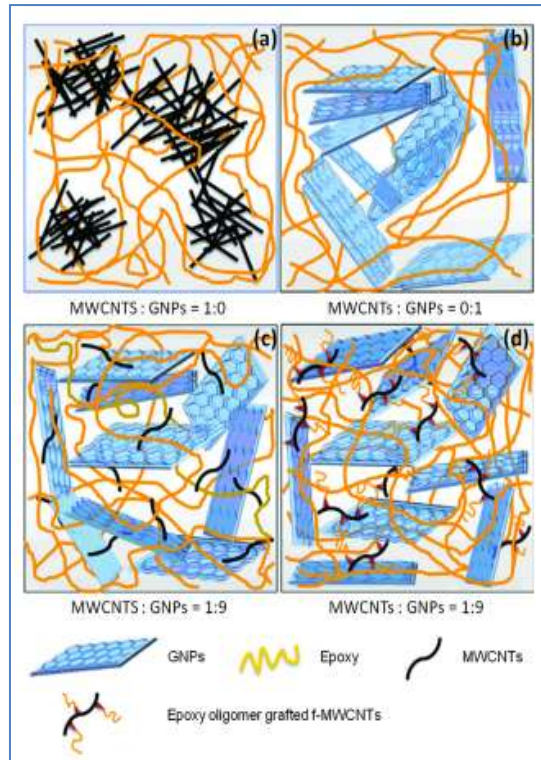 (a)
(b)
MWCNTS : GNPs = 1:0
MWCNTs : GNPs = 0:1
(c)
(d)
MWCNTS : GNPs = 1:9
MWCNTs : GNPs = 1:9
GNPs
Epoxy
MWCNTs
Epoxy oligomer grafted f-MWCNTs